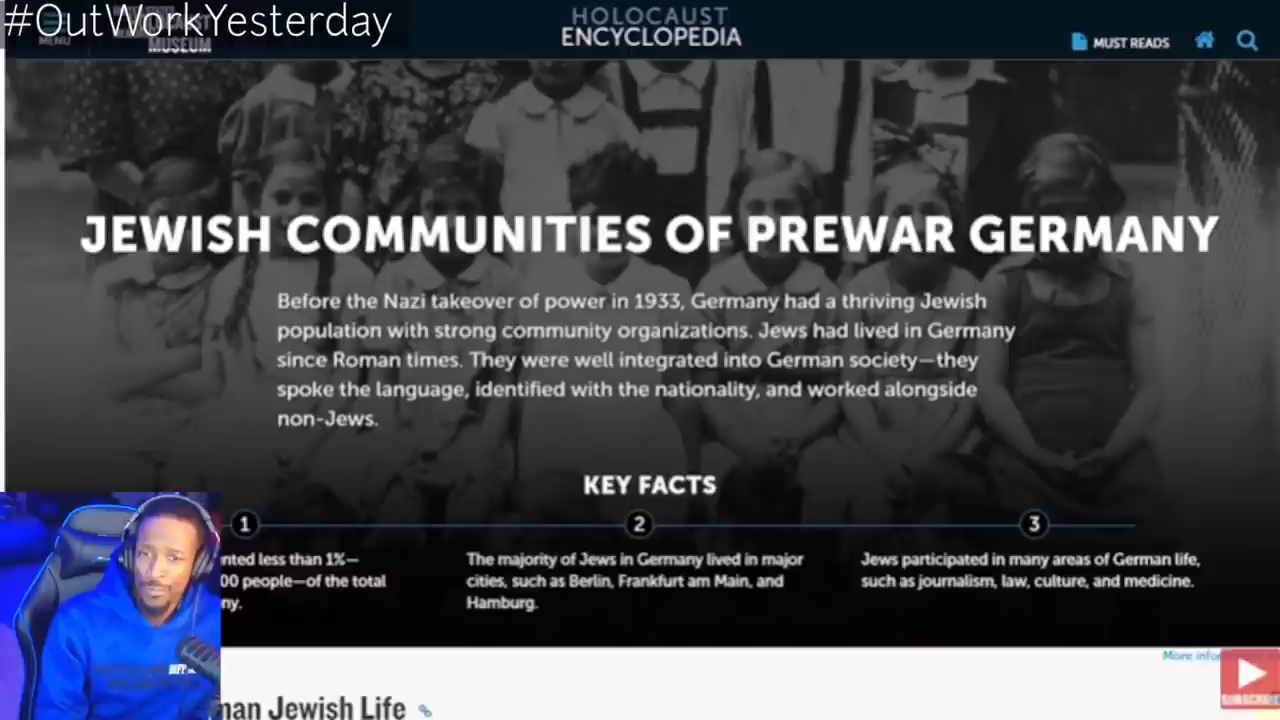 #OutWorkYesterday
MENU
MUSEUM
HOLOCAUST
ENCYCLOPEDIA
MUST READS
JEWISH COMMUNITIES OF PREWAR GERMANY
Before the Nazi takeover of power in 1933, Germany had a thriving Jewish
population with strong community organizations. Jews had lived in Germany
since Roman times. They were well integrated into German society—they
spoke the language, identified with the nationality, and worked alongside
non-Jews.
KEY FACTS
1
less than 1%—
people—of the total
2
The majority of Jews in Germany lived in major
cities, such as Berlin, Frankfurt am Main, and
Hamburg.
3
Jews participated in many areas of German life,
such as journalism, law, culture, and medicine.
More
SUBSCRIBE
Jewish Life